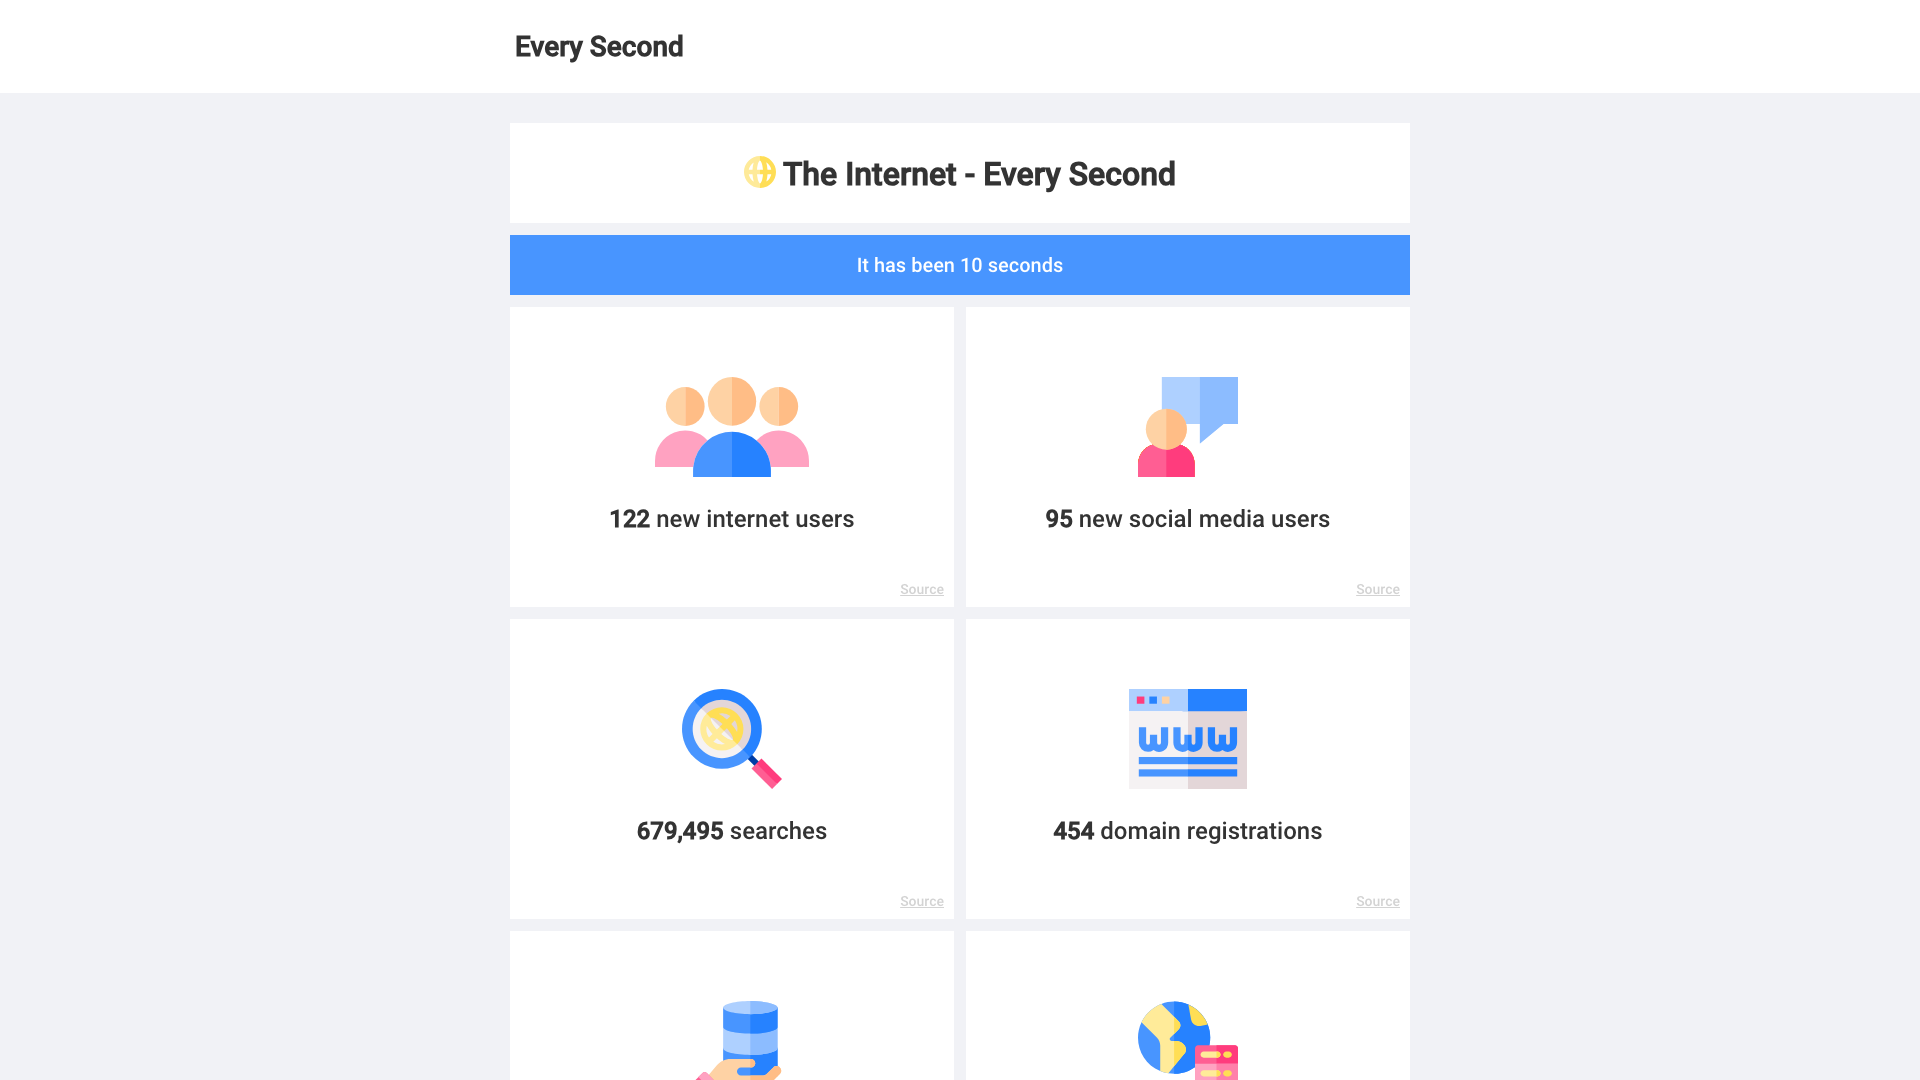 Every Second
The Internet - Every Second
It has been 10 seconds
122 new internet users
Source
95 new social media users
Source
679,495 searches
Source
www
454 domain registrations
Source